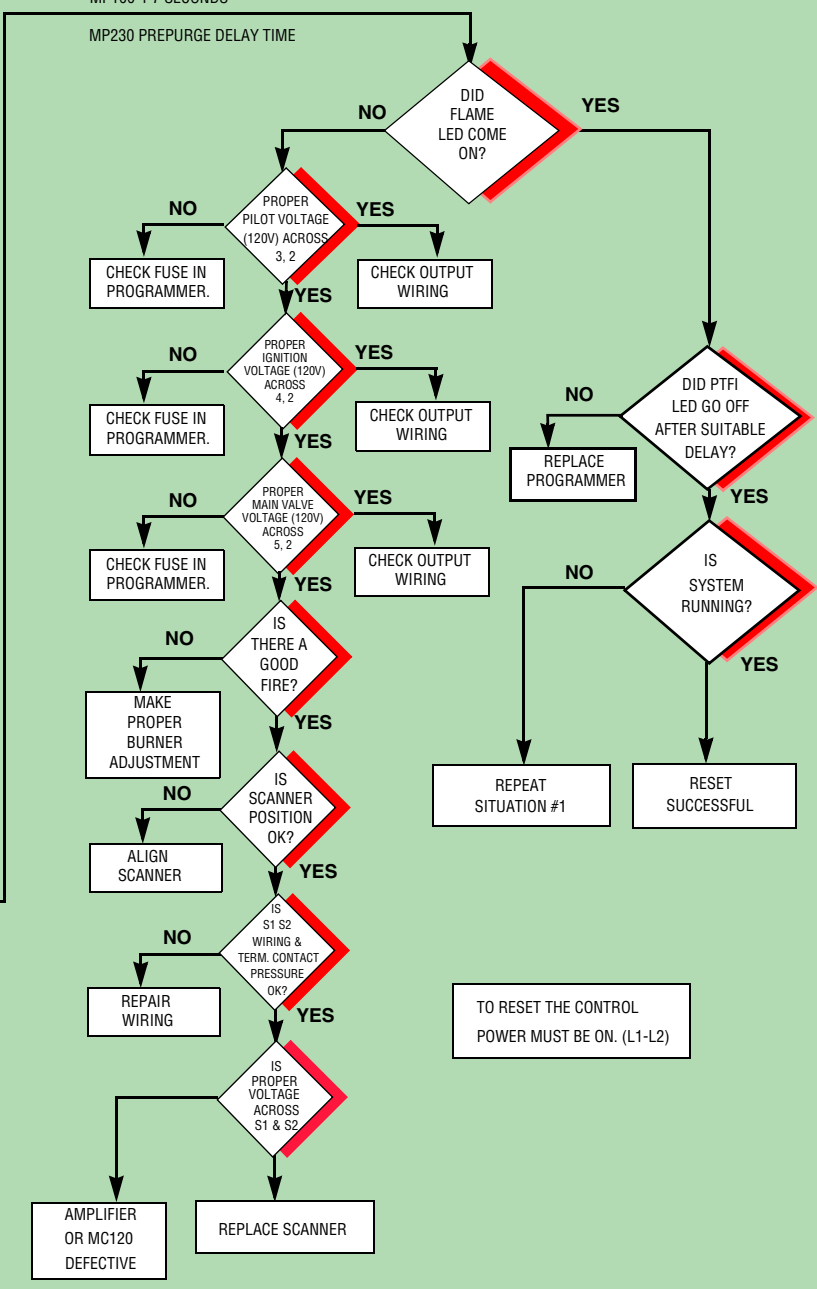 MP230 PREPURGE DELAY TIME
DID
FLAME
LED COME
ON?
NO
YES
PROPER
PILOT VOLTAGE
(120V) ACROSS
3, 2
NO
YES
CHECK FUSE IN
PROGRAMMER.
CHECK OUTPUT
WIRING
YES
PROPER
IGNITION
VOLTAGE (120V)
ACROSS
4, 2
NO
YES
CHECK FUSE IN
PROGRAMMER.
CHECK OUTPUT
WIRING
YES
PROPER
MAIN VALVE
VOLTAGE (120V)
ACROSS
5, 2
NO
YES
CHECK FUSE IN
PROGRAMMER.
CHECK OUTPUT
WIRING
YES
IS
THERE A
GOOD
FIRE?
NO
MAKE
PROPER
BURNER
ADJUSTMENT
YES
IS
SCANNER
POSITION
OK?
NO
ALIGN
SCANNER
YES
IS
S1 S2
WIRING &
TERM. CONTACT
PRESSURE
OK?
NO
REPAIR
WIRING
YES
IS
PROPER
VOLTAGE
ACROSS
S1 & S2
AMPLIFIER
OR MC120
DEFECTIVE
REPLACE SCANNER
DID PTFI
LED GO OFF
AFTER SUITABLE
DELAY?
NO
REPLACE
PROGRAMMER
YES
IS
SYSTEM
RUNNING?
NO
YES
REPEAT
SITUATION #1
RESET
SUCCESSFUL
TO RESET THE CONTROL
POWER MUST BE ON. (L1-L2)